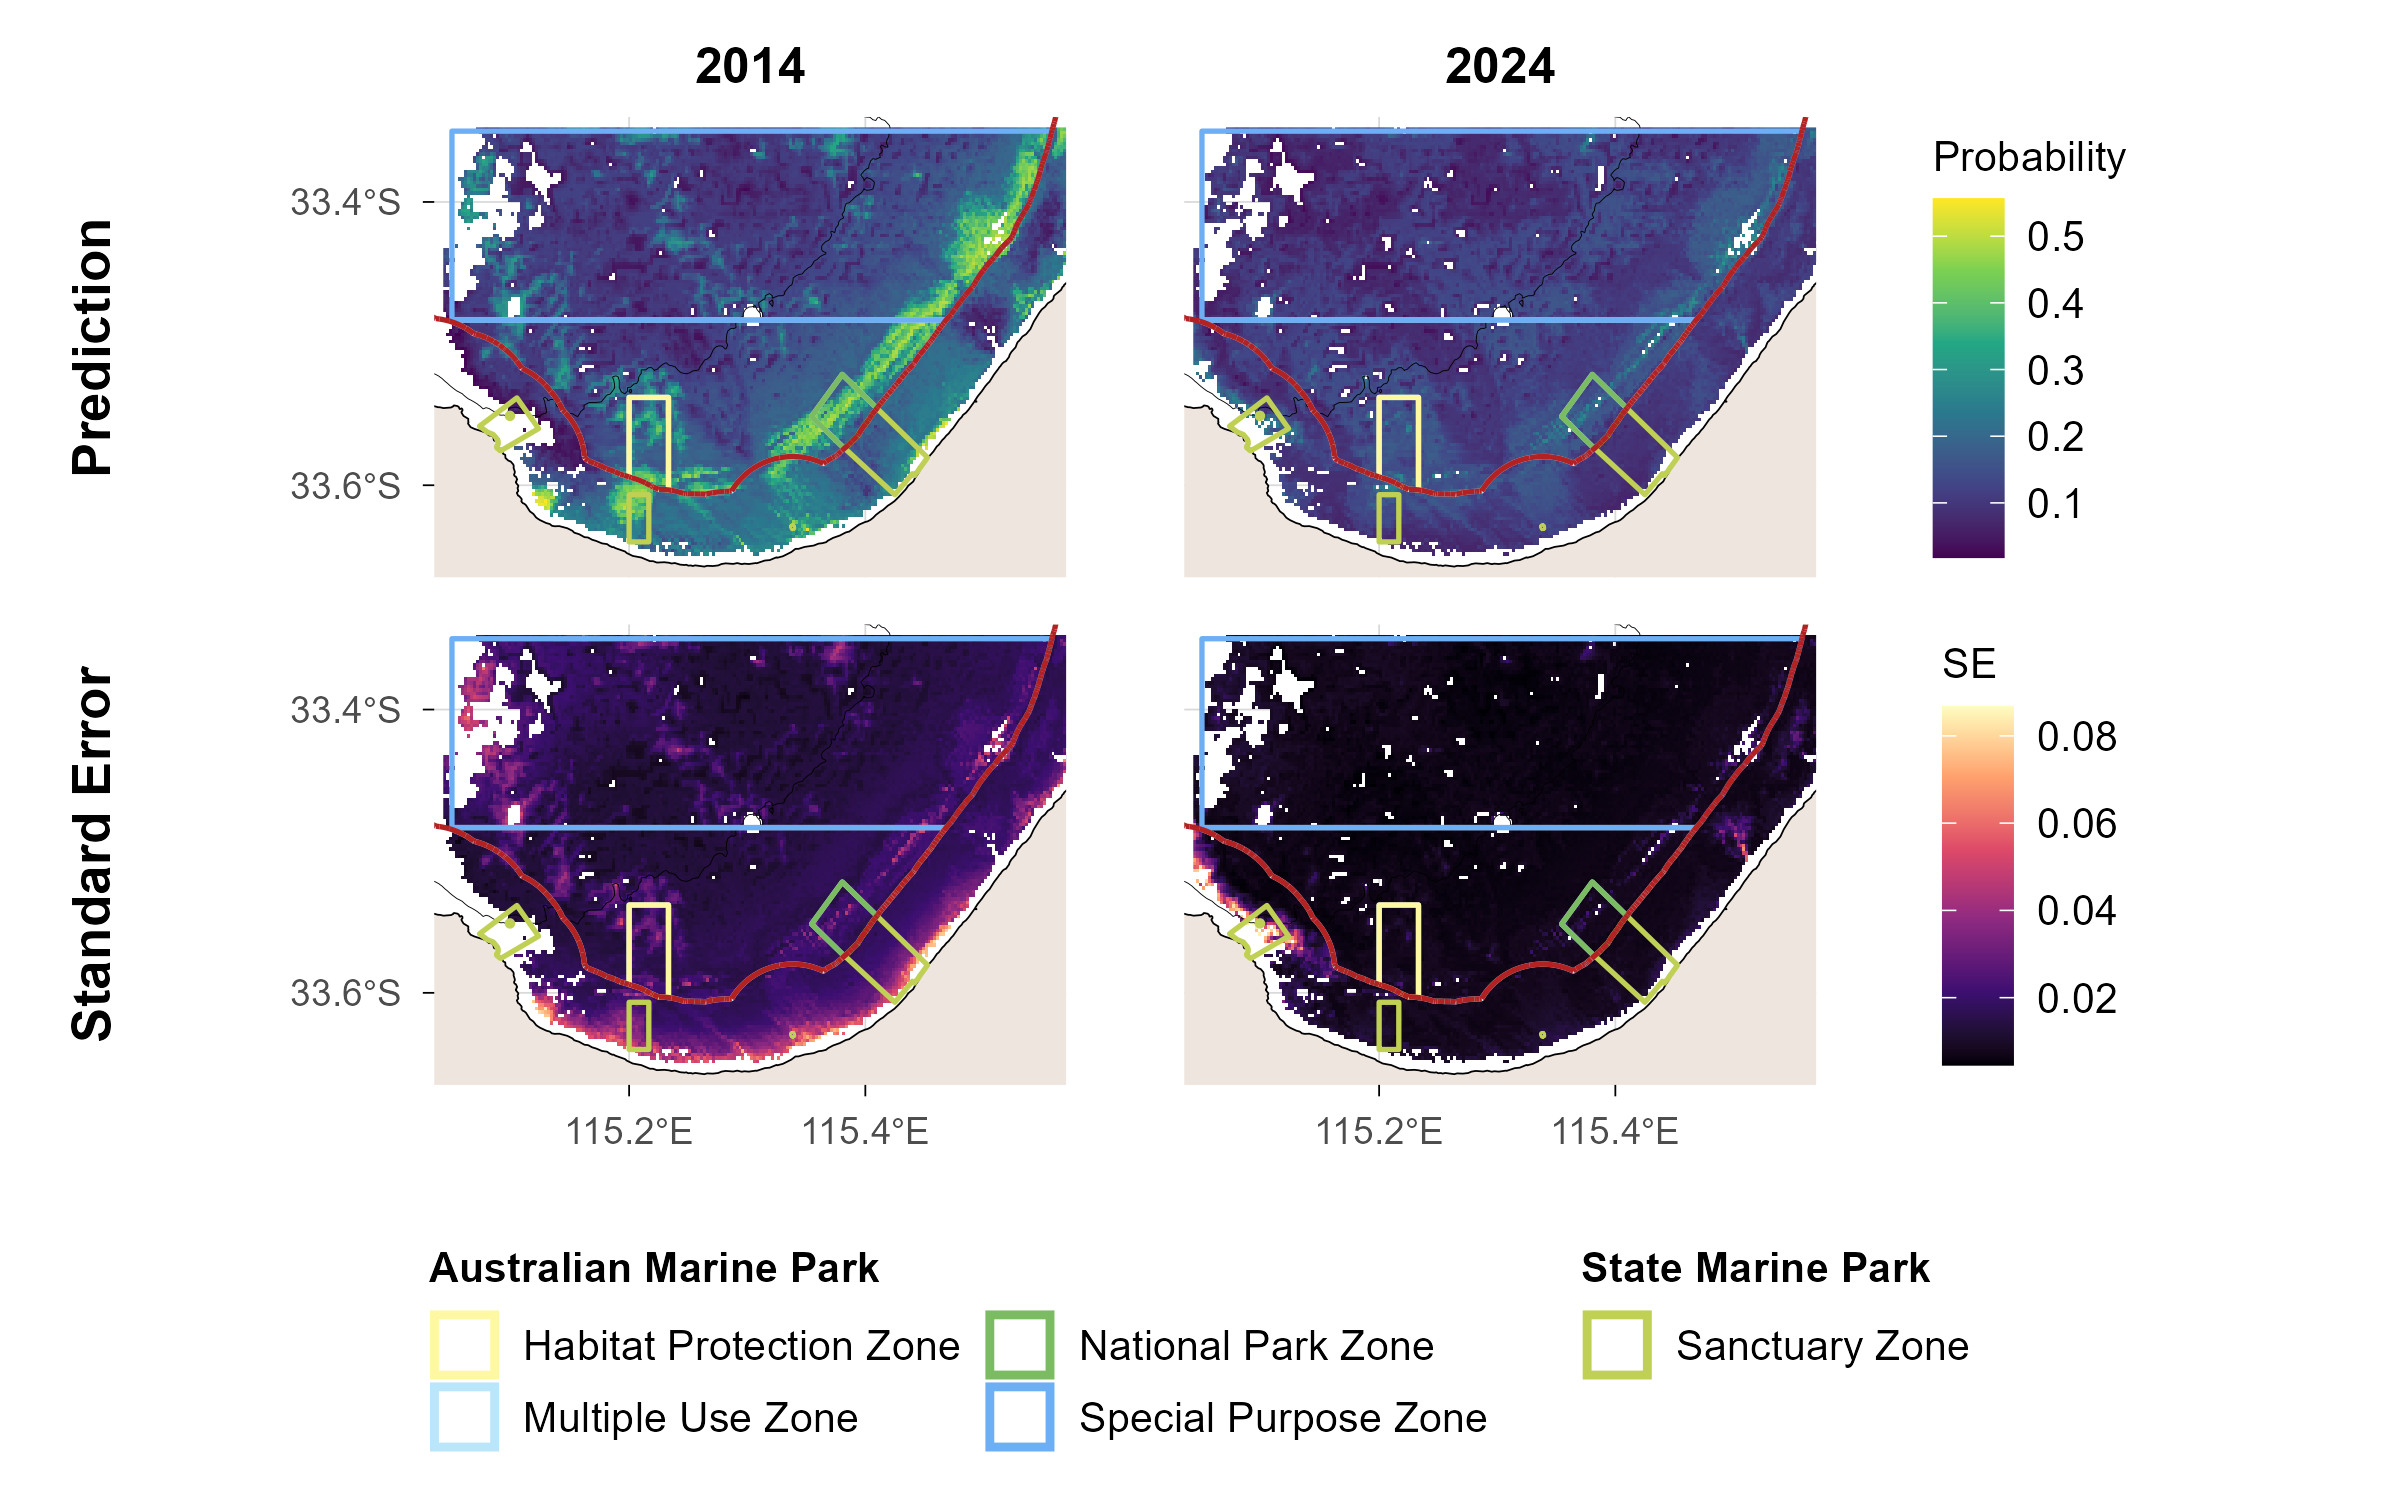 2014
2024
Prediction
33.4°S
33.6°S
Probability
0.5
0.4
0.3
0.2
0.1
Standard Error
33.4°S
33.6°S
SE
0.08
0.06
0.04
0.02
115.2°E
115.4°E
115.2°E
115.4°E
Australian Marine Park
State Marine Park
Habitat Protection Zone
National Park Zone
Sanctuary Zone
Multiple Use Zone
Special Purpose Zone